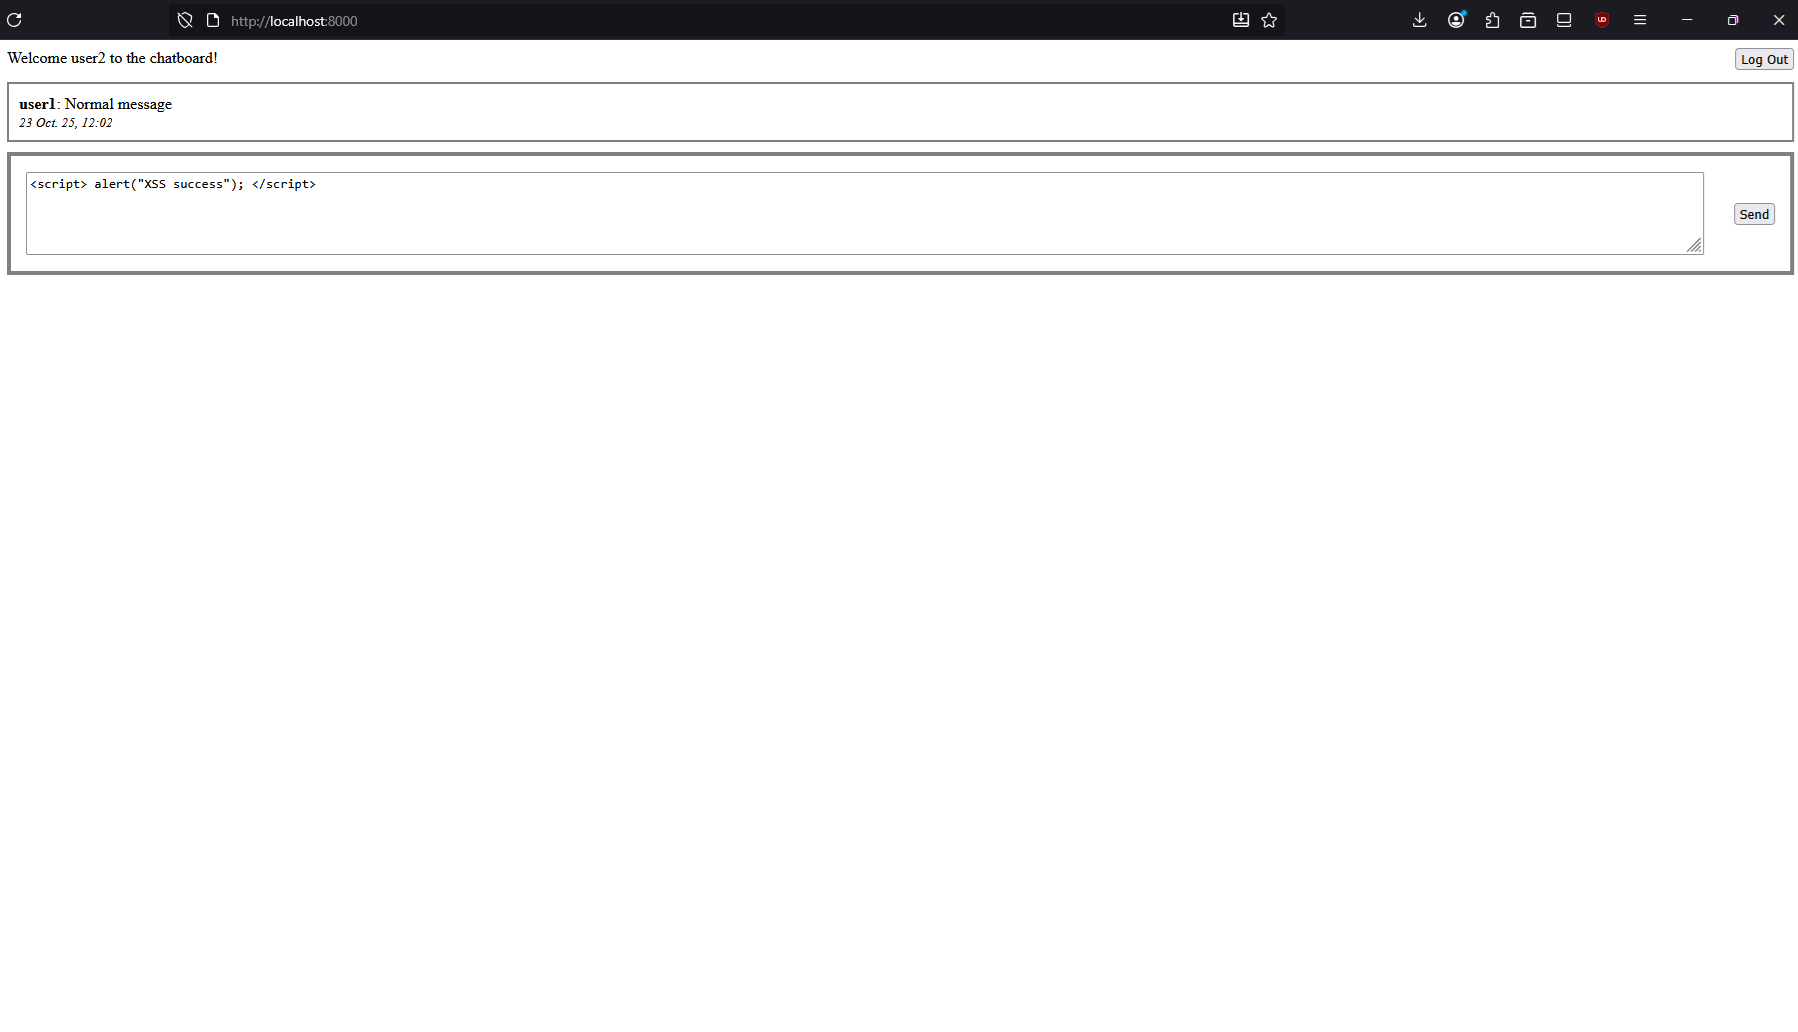 http://localhost:8000
Welcome user2 to the chatboard!
Log Out
user1: Normal message
23 Oct. 25, 12:02
<script> alert("XSS success"); </script>
Send